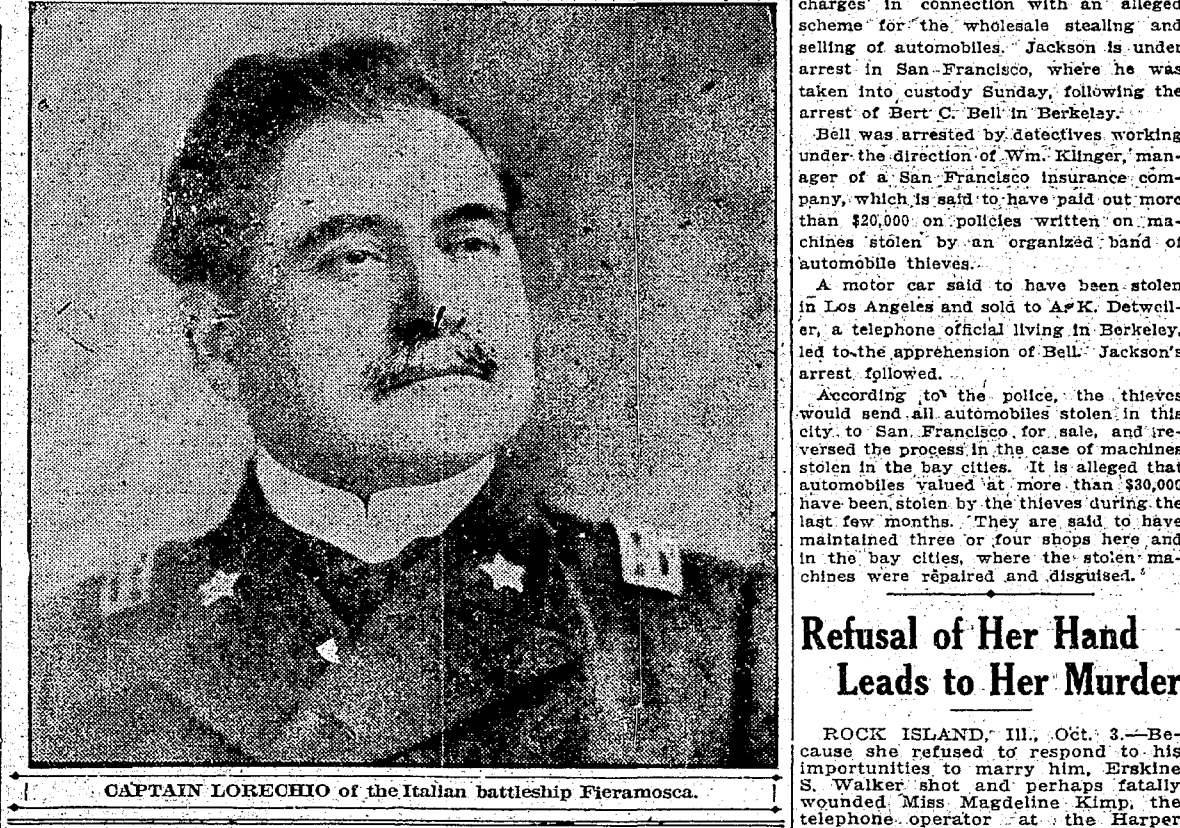 CAPTAIN LORECHIO of the Italian battleship Fieramosca.
charges in connection with an alleged
scheme for the wholesale stealing and
selling of automobiles. Jackson is under
arrest in San Francisco, where he was
taken into custody Sunday, following the
arrest of Bert C. Bell in Berkeley.
Bell was arrested by detectives working
under the direction of Wm. Klinger, man-
ager of a San Francisco insurance com-
pany, which is said to have paid out more
than $20,000 on policies written on ma-
chines stolen by an organized band of
automobile thieves.
A motor car said to have been stolen
in Los Angeles and sold to A. K. Detweil-
er, a telephone official living in Berkeley,
led to the apprehension of Bell. Jackson's
arrest followed.
According to the police, the thieves
would send all automobiles stolen in this
city to San Francisco for sale, and re-
versed the process in the case of machines
stolen in the bay cities. It is alleged that
automobiles valued at more than $30,000
have been stolen by the thieves during the
last few months. They are said to have
maintained three or four shops here and
in the bay cities, where the stolen ma-
chines were repaired and disguised.
Refusal of Her Hand
Leads to Her Murder
ROCK ISLAND, Ill., Oct. 3.—Be-
cause she refused to respond to his
importunities to marry him, Erskine
S. Walker shot and perhaps fatally
wounded Miss Magdeline Kimp, the
telephone operator at the Harper